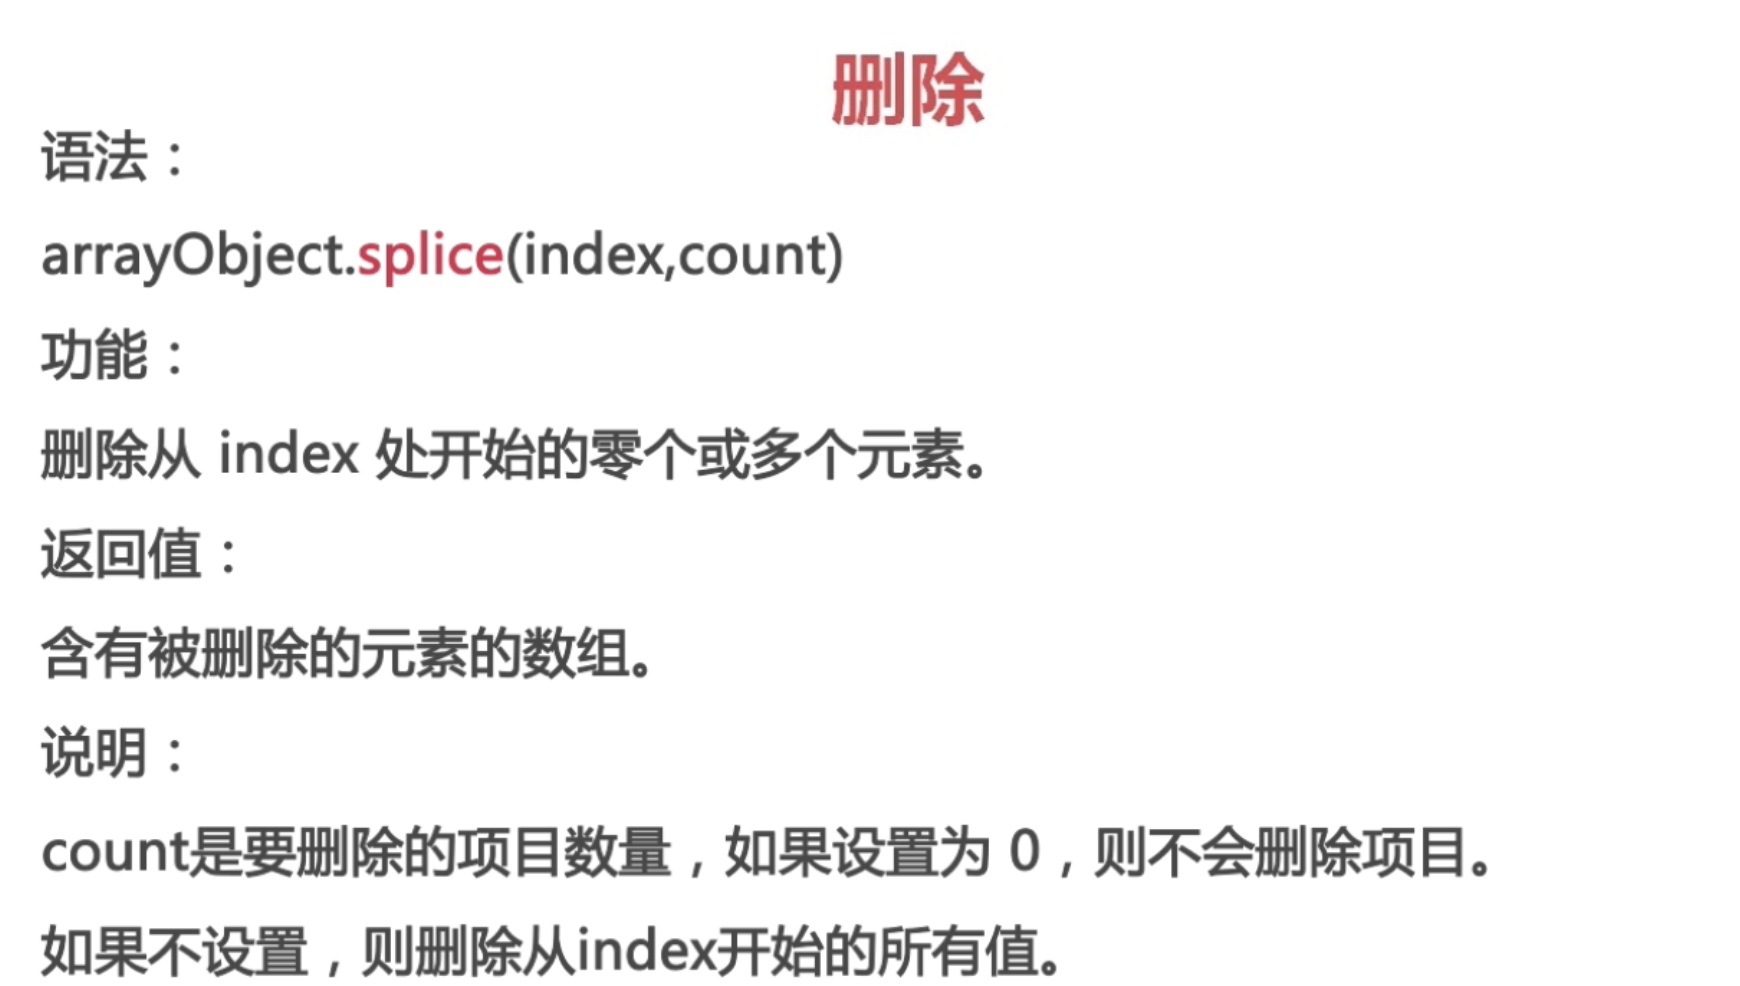 删除
语法：
arrayObject.splice(index,count)
功能：
删除从 index 处开始的零个或多个元素。
返回值：
含有被删除的元素的数组。
说明：
count是要删除的项目数量，如果设置为 0，则不会删除项目。
如果不设置，则删除从index开始的所有值。